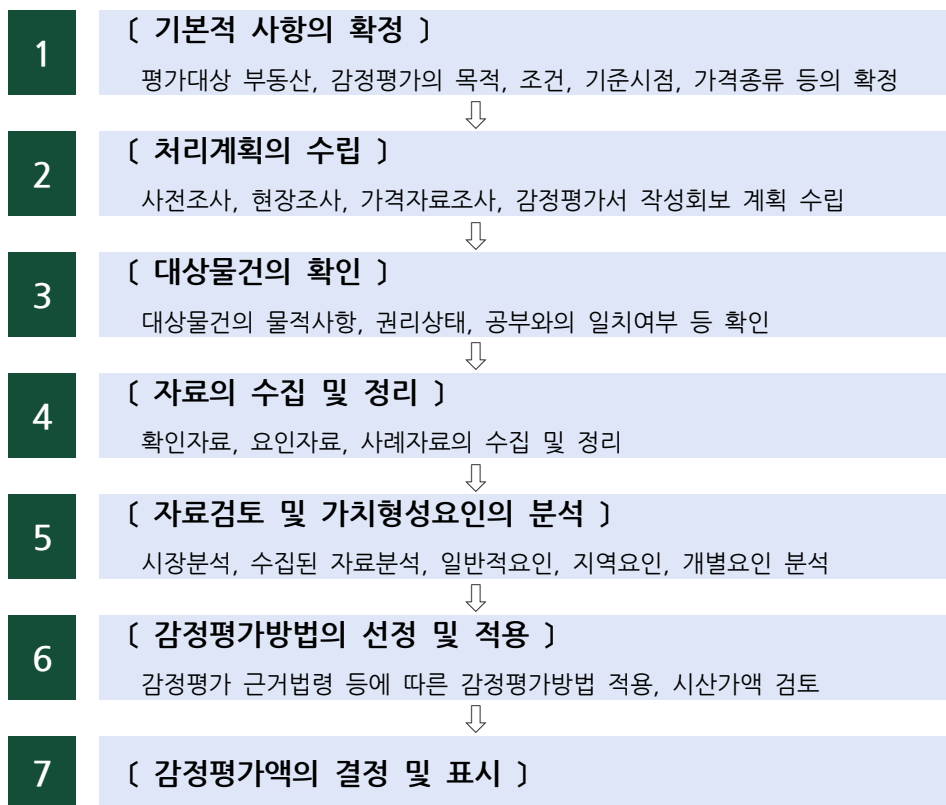 1
〔 기본적 사항의 확정 〕
평가대상 부동산, 감정평가의 목적, 조건, 기준시점, 가격종류 등의 확정
2
〔 처리계획의 수립 〕
사전조사, 현장조사, 가격자료조사, 감정평가서 작성회보 계획 수립
3
〔 대상물건의 확인 〕
대상물건의 물적사항, 권리상태, 공부와의 일치여부 등 확인
4
〔 자료의 수집 및 정리 〕
확인자료, 요인자료, 사례자료의 수집 및 정리
5
〔 자료검토 및 가치형성요인의 분석 〕
시장분석, 수집된 자료분석, 일반적요인, 지역요인, 개별요인 분석
6
〔 감정평가방법의 선정 및 적용 〕
감정평가 근거법령 등에 따른 감정평가방법 적용, 시산가액 검토
7
〔 감정평가액의 결정 및 표시 〕